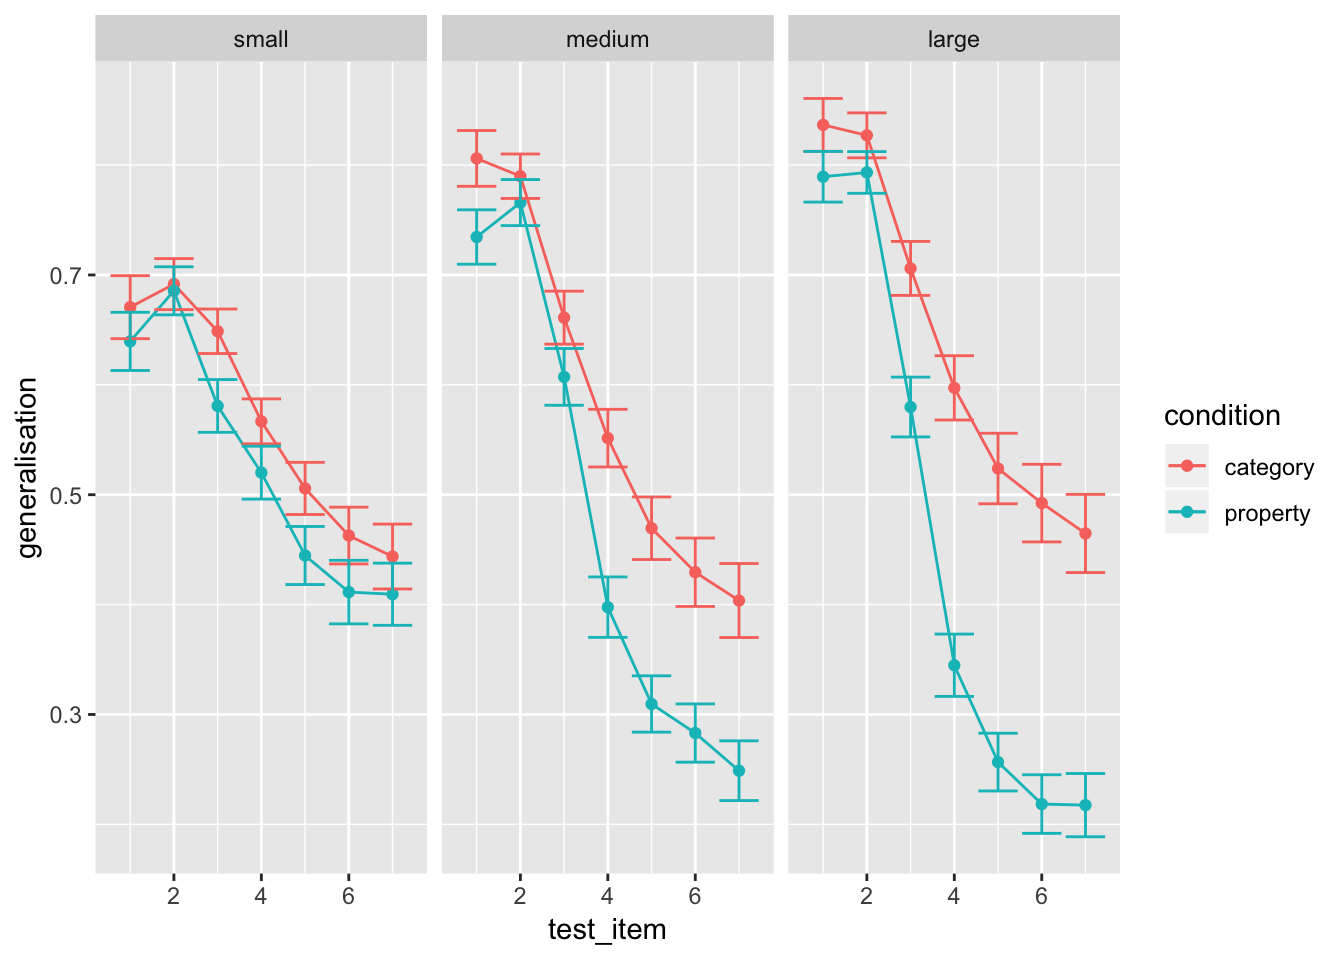 small medium large
0.7
0.5
0.3
generalisation
2 4 6 2 4 6 2 4 6
test_item
condition
category
property